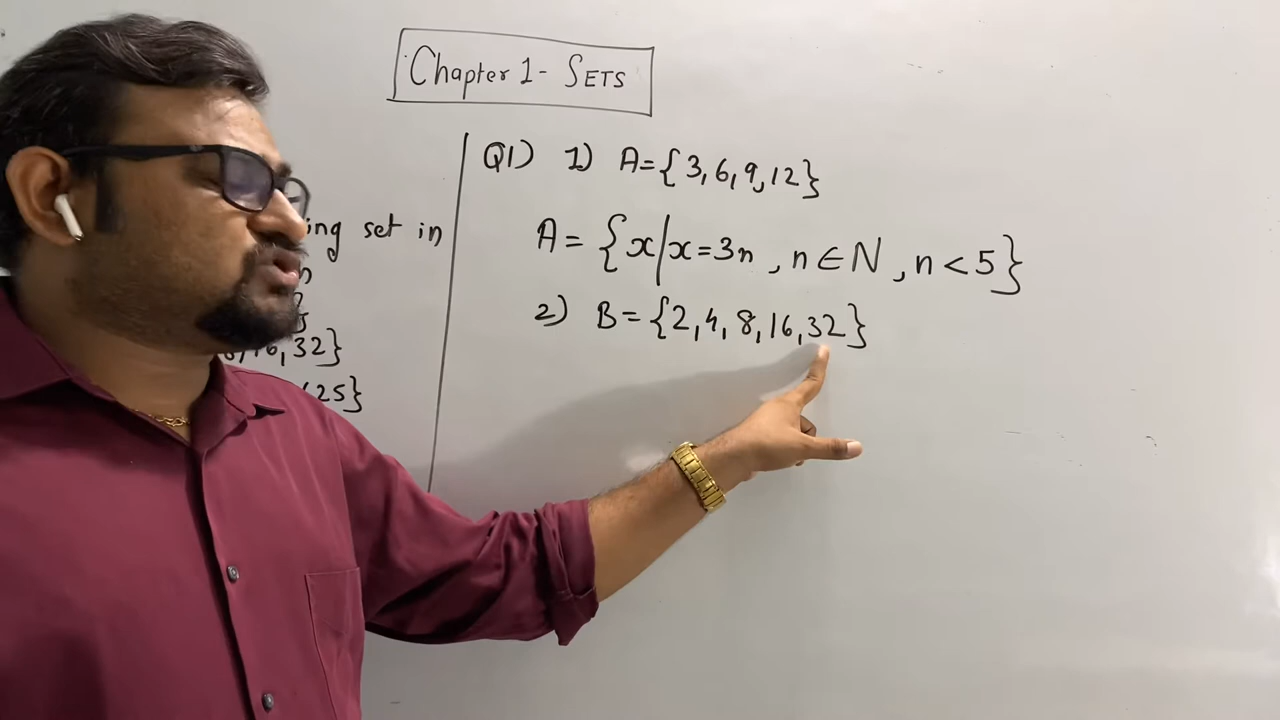 Chapter 1- SETS
ing set in
n
16,32}
25}
Q1) 1) A={3,6,9,12}
A={x|x=3n,n∈N,n<5}
2) B={2,4,8,16,32}